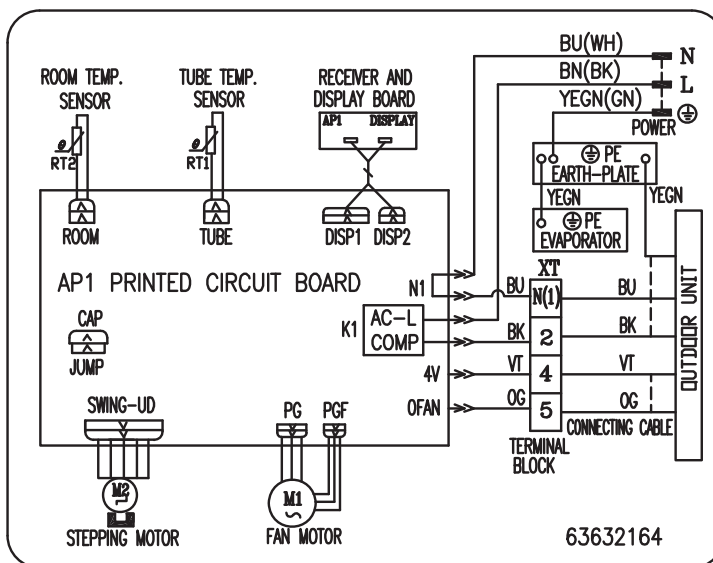 BU(WH)
N
BN(BK)
L
YEGN(GN)
POWER
ROOM TEMP.
SENSOR
TUBE TEMP.
SENSOR
RECEIVER AND
DISPLAY BOARD
AP1 DISPLAY
θ
RT2
θ
RT1
PE
EARTH-PLATE
YEGN
YEGN
PE
EVAPORATOR
ROOM
TUBE
DISP1
DISP2
AP1 PRINTED CIRCUIT BOARD
N1
BU
XT
N(1)
BU
CAP
JUMP
K1
AC-L
COMP
BK
2
BK
4V
VT
4
VT
OFAN
OG
5
OG
OUTDOOR UNIT
CONNECTING CABLE
TERMINAL
BLOCK
SWING-UD
PG
PGF
M2
STEPPING MOTOR
M1
FAN MOTOR
63632164